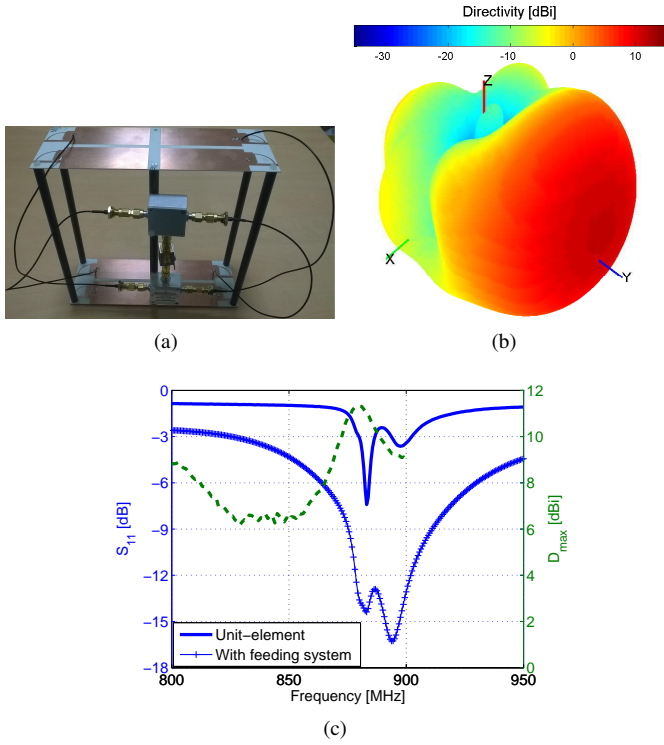 Directivity [dBi]
-30 -20 -10 0 10
Z
X
Y
(a)
(b)
0
−3
−6
−9
−12
−15
−18
S11 [dB]
12
10
8
6
4
2
0
Dmax [dBi]
Unit−element
With feeding system
800 850 900 950
Frequency [MHz]
(c)